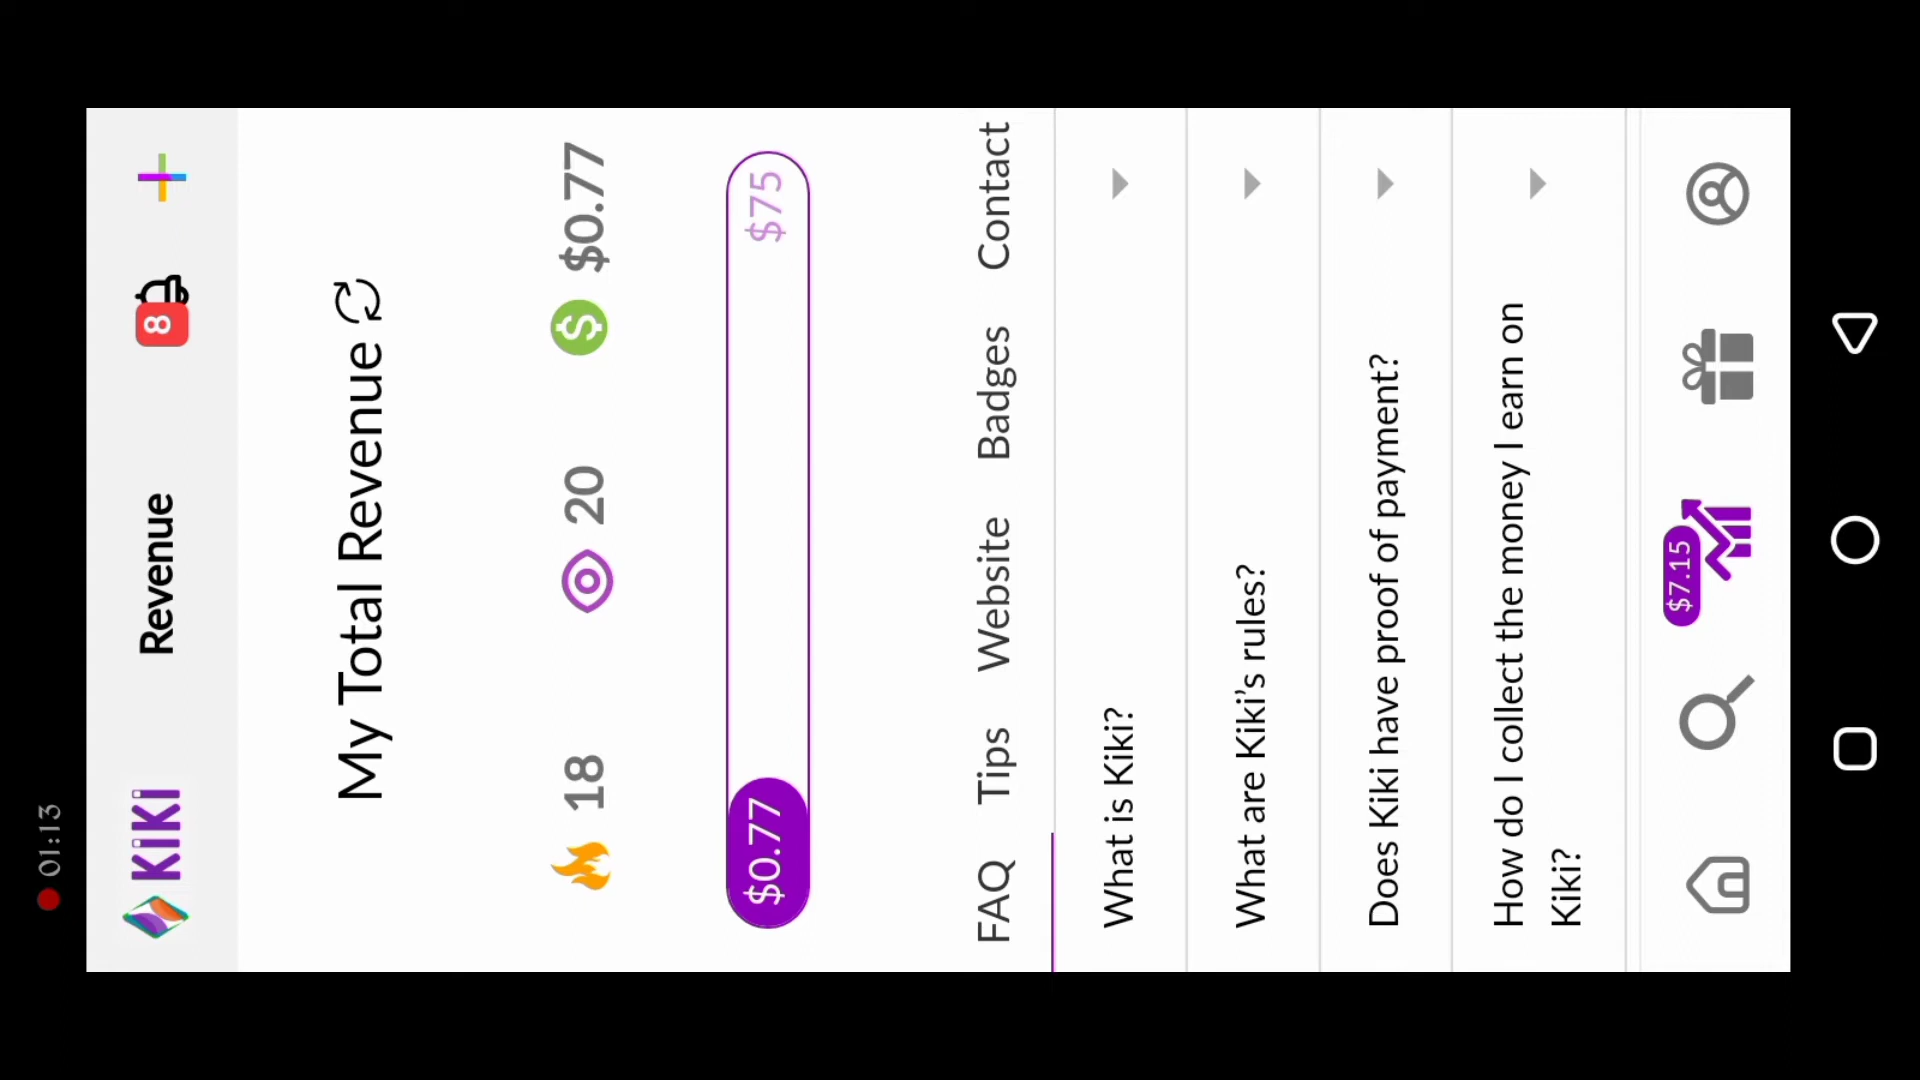 01:13
KiKi Revenue 8
My Total Revenue
18 20 $ $0.77
$0.77 $75
FAQ Tips Website Badges Contact
What is Kiki?
What are Kiki’s rules?
Does Kiki have proof of payment?
How do I collect the money I earn on
Kiki?
$7.15